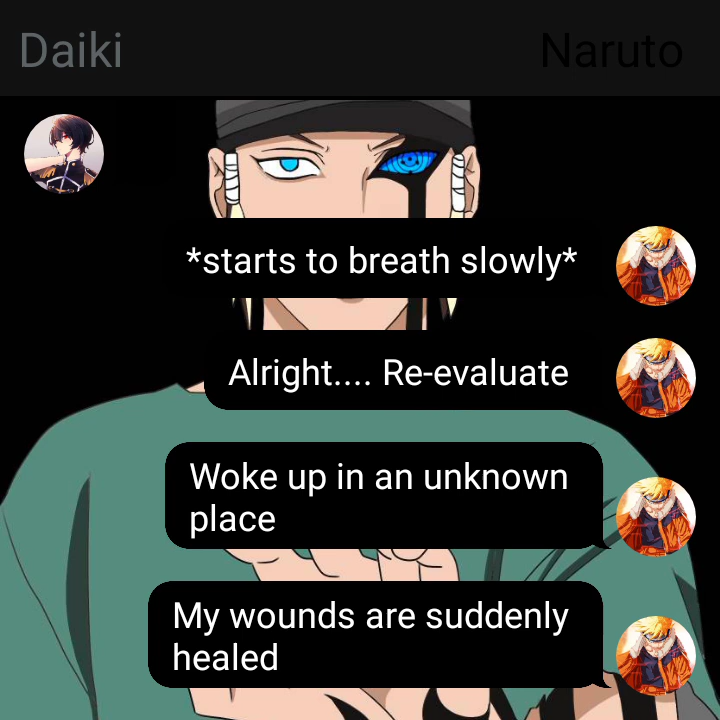 Daiki
Naruto
*starts to breath slowly*
Alright.... Re-evaluate
Woke up in an unknown
place
My wounds are suddenly
healed